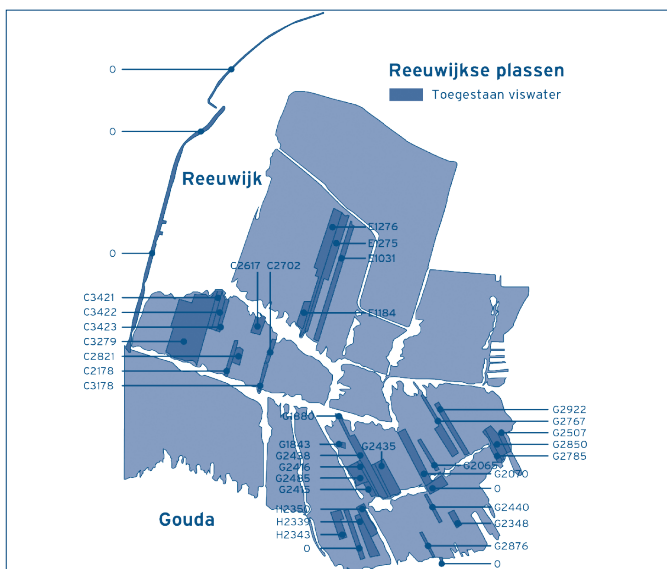 Reeuwijkse plassen
Toegestaan viswater
0
0
Reeuwijk
0
E1276
E1275
E1031
C2617 C2702
E1184
C3421
C3422
C3423
C3279
C2821
C2178
C3178
G1880
G1843
G2438
G2416
G2485
G2415
G2435
G2922
G2767
G2507
G2850
G2785
G2065
G2070
0
Gouda
H2350
H2339
H2343
0
G2440
G2348
G2876
0